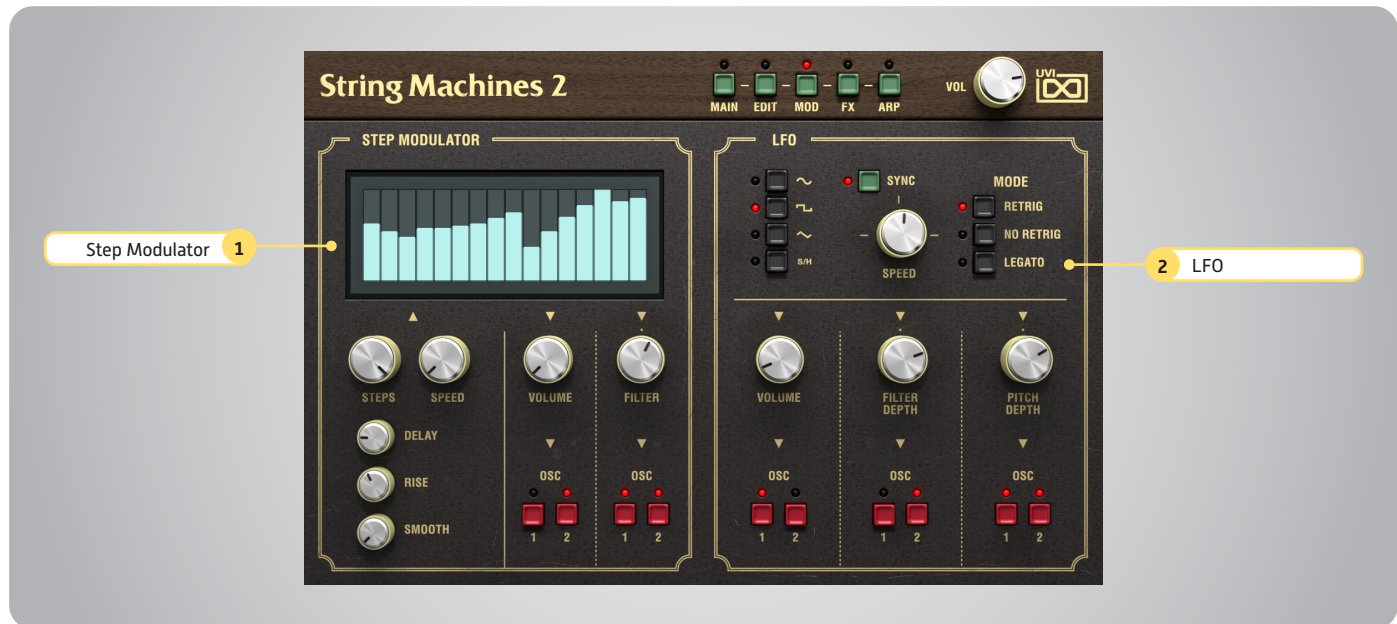 String Machines 2
MAIN EDIT MOD FX ARP
VOL
UVI
STEP MODULATOR
Step Modulator 1
STEPS SPEED
VOLUME
FILTER
DELAY
RISE
SMOOTH
OSC
1 2
OSC
1 2
LFO
S/H
SYNC
SPEED
MODE
RETRIG
NO RETRIG
LEGATO
2 LFO
VOLUME
FILTER
DEPTH
PITCH
DEPTH
OSC
1 2
OSC
1 2
OSC
1 2